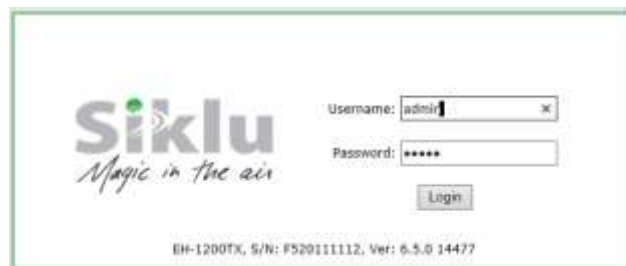 Siklu
Magic in the air
Username: admin
Password: •••••
Login
EH-1200TX, S/N: F520111112, Ver: 6.5.0 14477